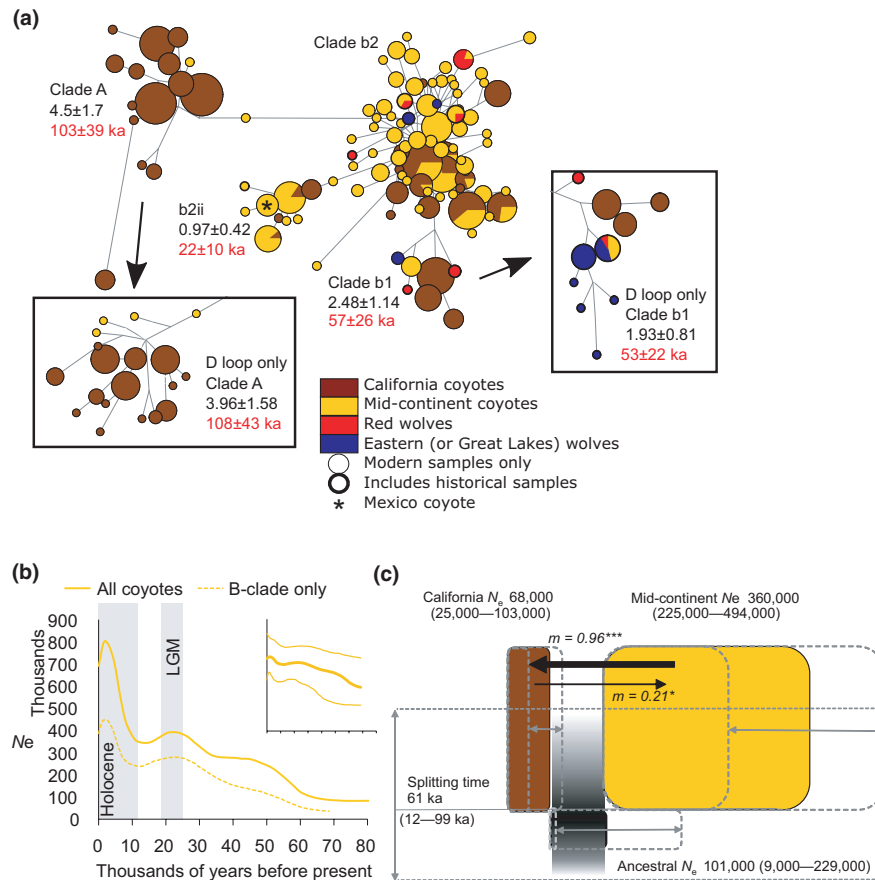 (a)
Clade b2
Clade A
4.5±1.7
103±39 ka
b2ii
0.97±0.42
22±10 ka
*
Clade b1
2.48±1.14
57±26 ka
D loop only
Clade b1
1.93±0.81
53±22 ka
D loop only
Clade A
3.96±1.58
108±43 ka
California coyotes
Mid-continent coyotes
Red wolves
Eastern (or Great Lakes) wolves
Modern samples only
Includes historical samples
* Mexico coyote
(b)
All coyotes
B-clade only
900
800
700
600
500
400
300
200
100
0
Thousands
Ne
Holocene
LGM
0 10 20 30 40 50 60 70 80
Thousands of years before present
(c)
California Ne 68,000
(25,000—103,000)
Mid-continent Ne 360,000
(225,000—494,000)
m = 0.96***
m = 0.21*
Splitting time
61 ka
(12—99 ka)
Ancestral Ne 101,000 (9,000—229,000)